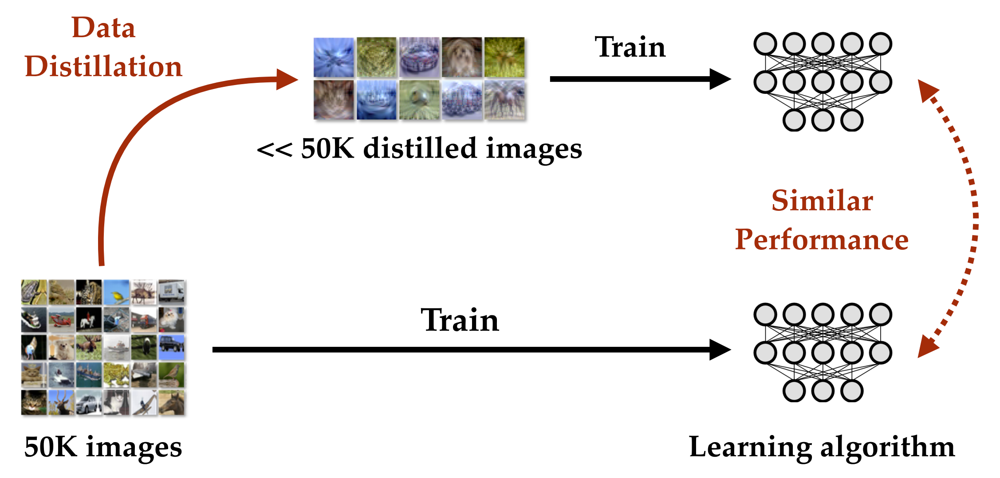 Data
Distillation
Train
<< 50K distilled images
Similar
Performance
Train
50K images
Learning algorithm